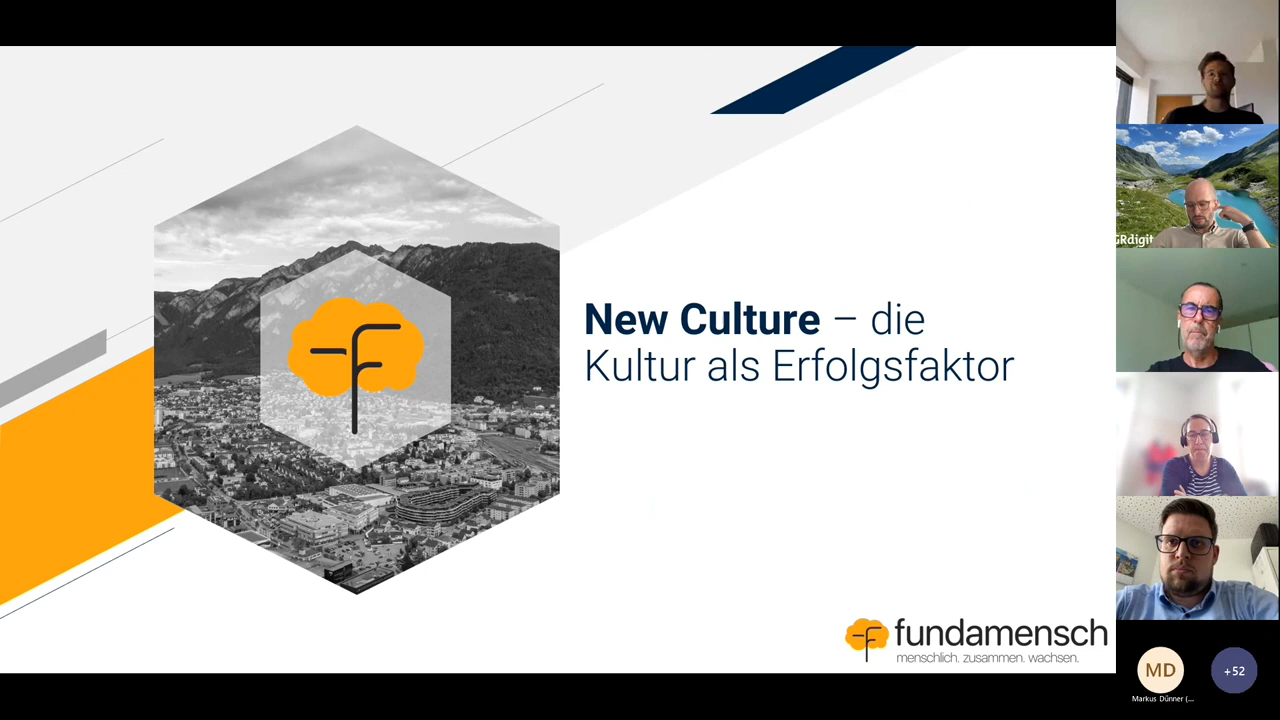 New Culture – die
Kultur als Erfolgsfaktor
fundamensch
menschlich. zusammen. wachsen.
GRdigit
MD
+52
Markus Dünner (...